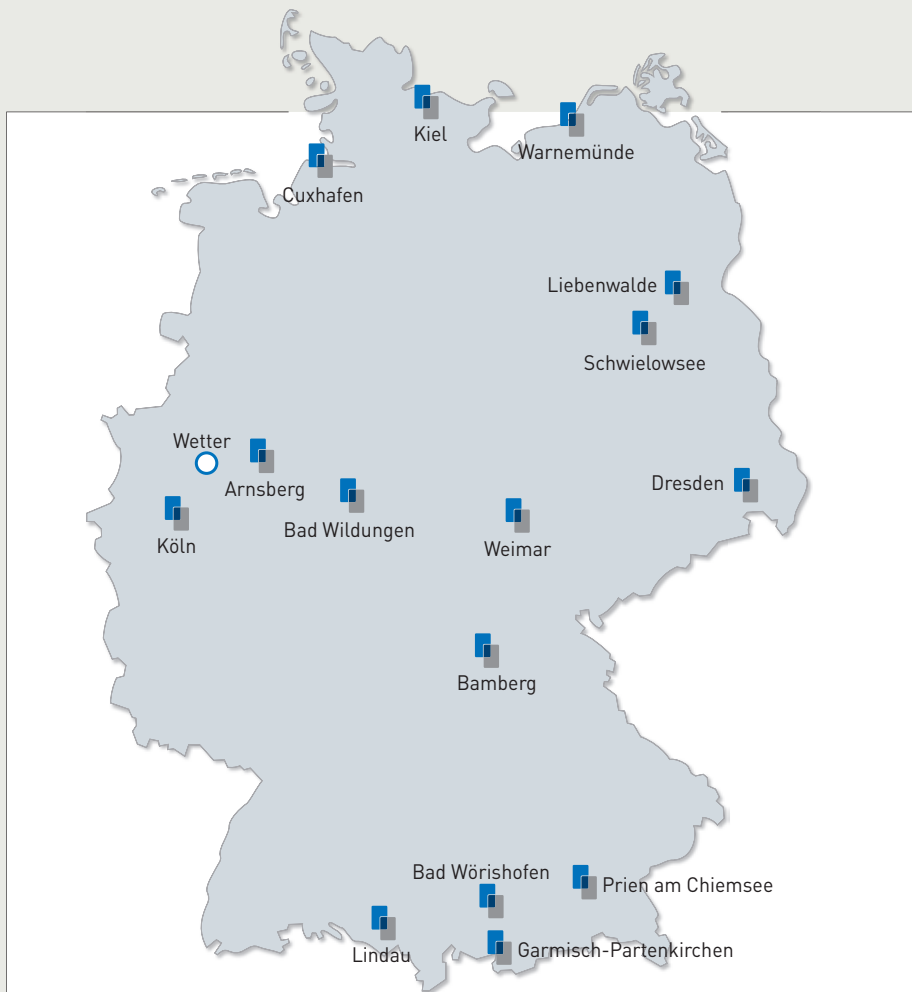 Kiel
Warnemünde
Cuxhafen
Liebenwalde
Schwielowsee
Wetter
Arnsberg
Dresden
Bad Wildungen
Köln
Weimar
Bamberg
Bad Wörishofen
Prien am Chiemsee
Lindau
Garmisch-Partenkirchen